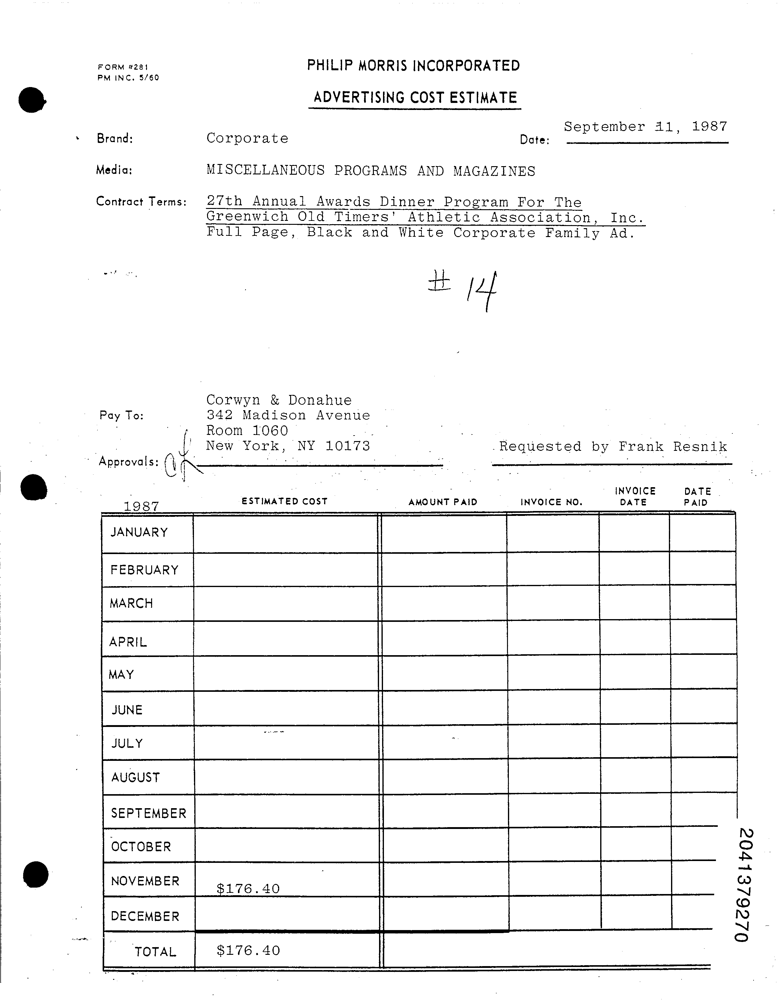 FORM #281
PM INC. 5/60
PHILIP MORRIS INCORPORATED
ADVERTISING COST ESTIMATE
Brand: Corporate Date: September 11, 1987
Media: MISCELLANEOUS PROGRAMS AND MAGAZINES
Contract Terms: 27th Annual Awards Dinner Program For The
Greenwich Old Timers' Athletic Association, Inc.
Full Page, Black and White Corporate Family Ad.
# 14
Pay To: Corwyn & Donahue
342 Madison Avenue
Room 1060
New York, NY 10173
Requested by Frank Resnik
Approvals:
1987 ESTIMATED COST AMOUNT PAID INVOICE NO. INVOICE DATE DATE PAID
JANUARY
FEBRUARY
MARCH
APRIL
MAY
JUNE
JULY
AUGUST
SEPTEMBER
OCTOBER
NOVEMBER $176.40
DECEMBER
TOTAL $176.40
2041379270